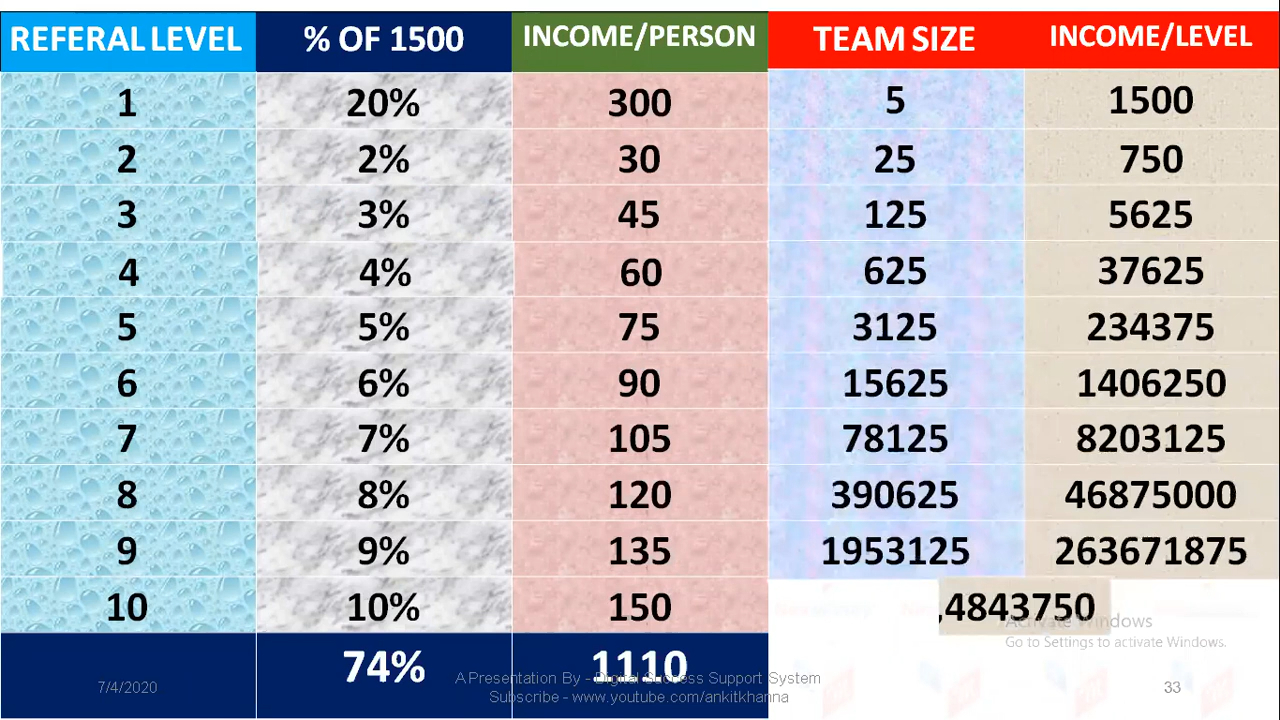 REFERAL LEVEL % OF 1500 INCOME/PERSON TEAM SIZE INCOME/LEVEL
1 20% 300 5 1500
2 2% 30 25 750
3 3% 45 125 5625
4 4% 60 625 37625
5 5% 75 3125 234375
6 6% 90 15625 1406250
7 7% 105 78125 8203125
8 8% 120 390625 46875000
9 9% 135 1953125 263671875
10 10% 150 ,4843750
Activate Windows
Go to Settings to activate Windows.
74% 1110
7/4/2020 A Presentation By - Digital Success Support System 33
Subscribe - www.youtube.com/ankitkhanna